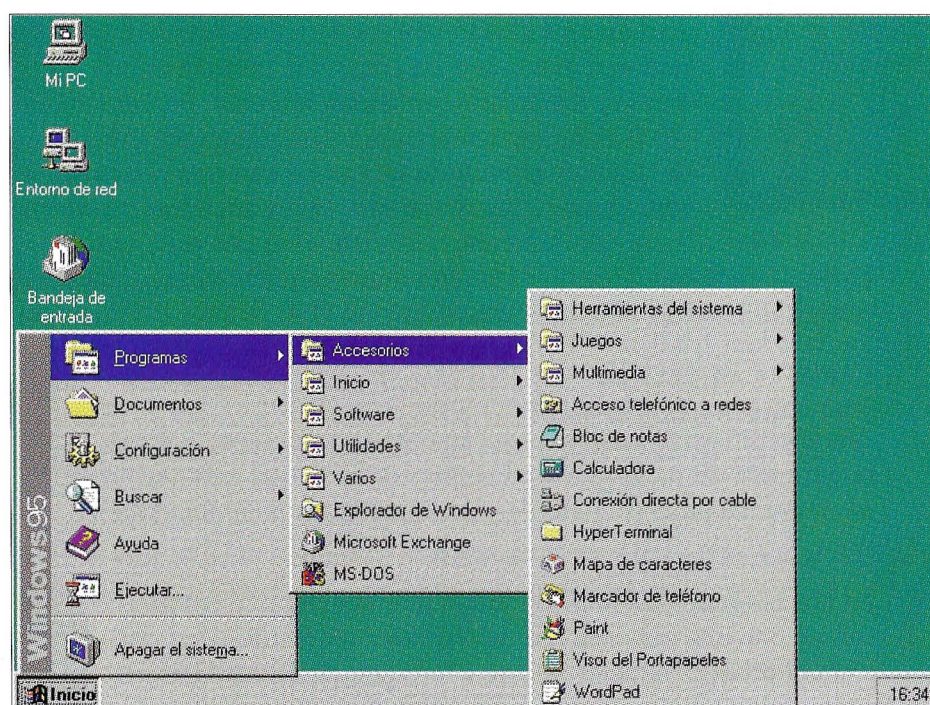 Mi PC
Entorno de red
Bandeja de
entrada
Windows95
Programas
Documentos
Configuración
Buscar
Ayuda
Ejecutar...
Apagar el sistema...
Accesorios
Inicio
Software
Utilidades
Varios
Explorador de Windows
Microsoft Exchange
MS-DOS
Herramientas del sistema
Juegos
Multimedia
Acceso telefónico a redes
Bloc de notas
Calculadora
Conexión directa por cable
HyperTerminal
Mapa de caracteres
Marcador de teléfono
Paint
Visor del Portapapeles
WordPad
Inicio
16:34